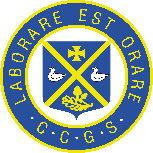 LABORARE EST ORARE
· C · C · G · S ·